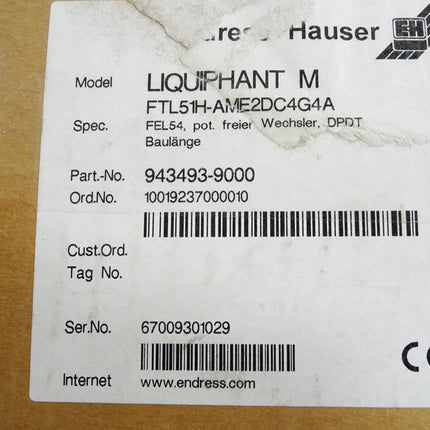 Hauser EH
Model LIQUIPHANT M
FTL51H-AME2DC4G4A
Spec. FEL54, pot. freier Wechsler, DPDT
Baulänge
Part.-No. 943493-9000
Ord.No. 10019237000010
Cust.Ord.
Tag No.
Ser.No. 67009301029
CE
Internet www.endress.com